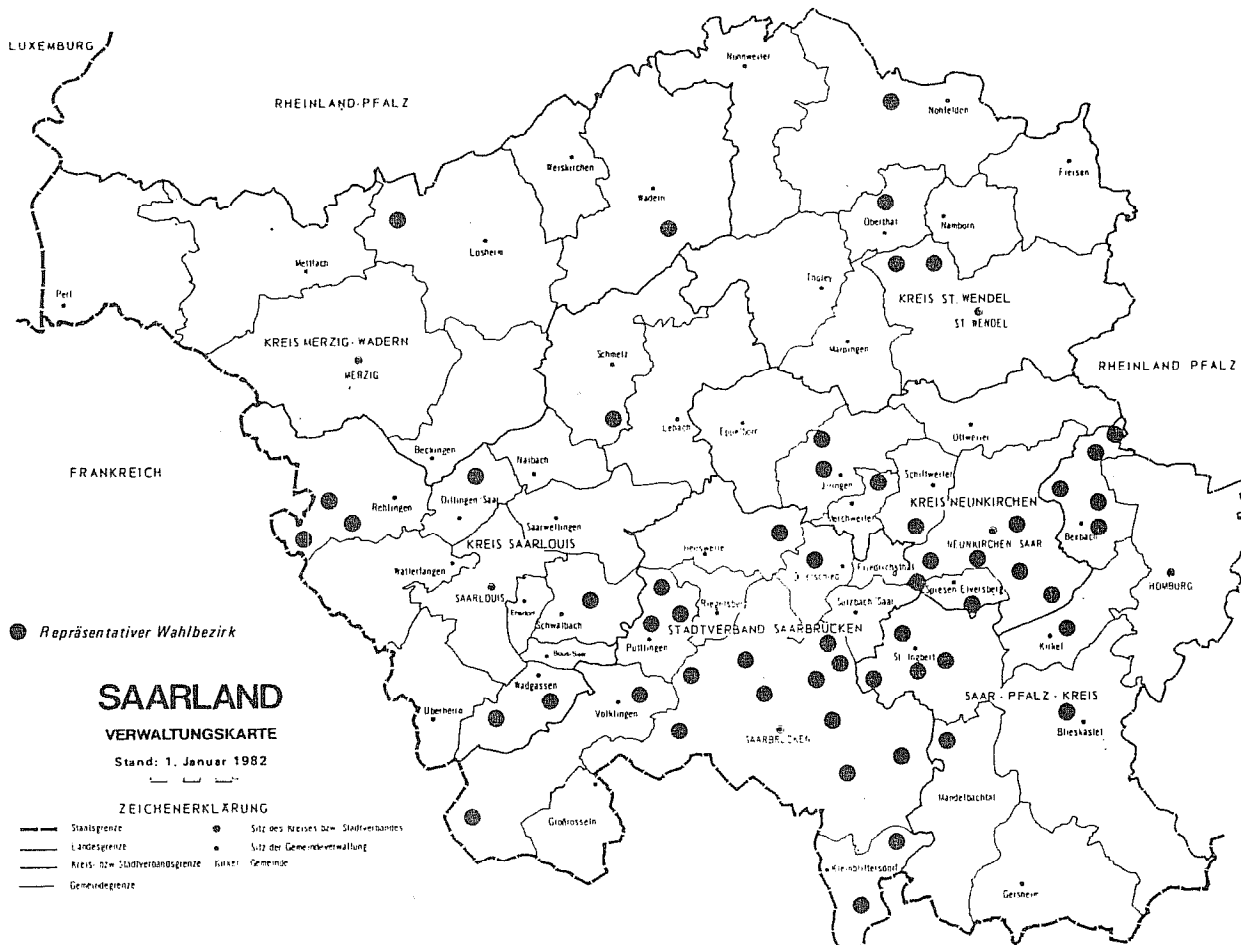 LUXEMBURG
RHEINLAND-PFALZ
Nonnweiler
Nohfelden
Weiskirchen
Freisen
Wadern
Oberthal
Namborn
Losheim
Mettlach
Tholey
Perl
KREIS ST. WENDEL
ST. WENDEL
KREIS MERZIG-WADERN
MERZIG
Schmelz
Marpingen
RHEINLAND PFALZ
Lebach
Eppelborn
Ottweiler
Beckingen
FRANKREICH
Nalbach
Illingen
Schiffweiler
Rehlingen
Dillingen-Saar
Merchweiler
KREIS NEUNKIRCHEN
Saarwellingen
NEUNKIRCHEN SAAR
Bexbach
KREIS SAARLOUIS
Heusweiler
Wallerfangen
Quierschied
Friedrichsthal
HOMBURG
SAARLOUIS
Spiesen Elversberg
Ensdorf
Riegelsberg
Sulzbach/Saar
Schwalbach
STADTVERBAND SAARBRÜCKEN
Repräsentativer Wahlbezirk
Püttlingen
Kirkel
St. Ingbert
Bous-Saar
SAARLAND
Wadgassen
SAAR-PFALZ-KREIS
Überherrn
Völklingen
Blieskastel
VERWALTUNGSKARTE
SAARBRÜCKEN
Stand: 1. Januar 1982
Mandelbachtal
ZEICHENERKLÄRUNG
Großrosseln
Staatsgrenze
Sitz des Kreises bzw. Stadtverbandes
Landesgrenze
Sitz der Gemeindeverwaltung
Kreis- bzw Stadtverbandsgrenze
Kirkel Gemeinde
Gemeindegrenze
Kleinblittersdorf
Gersheim